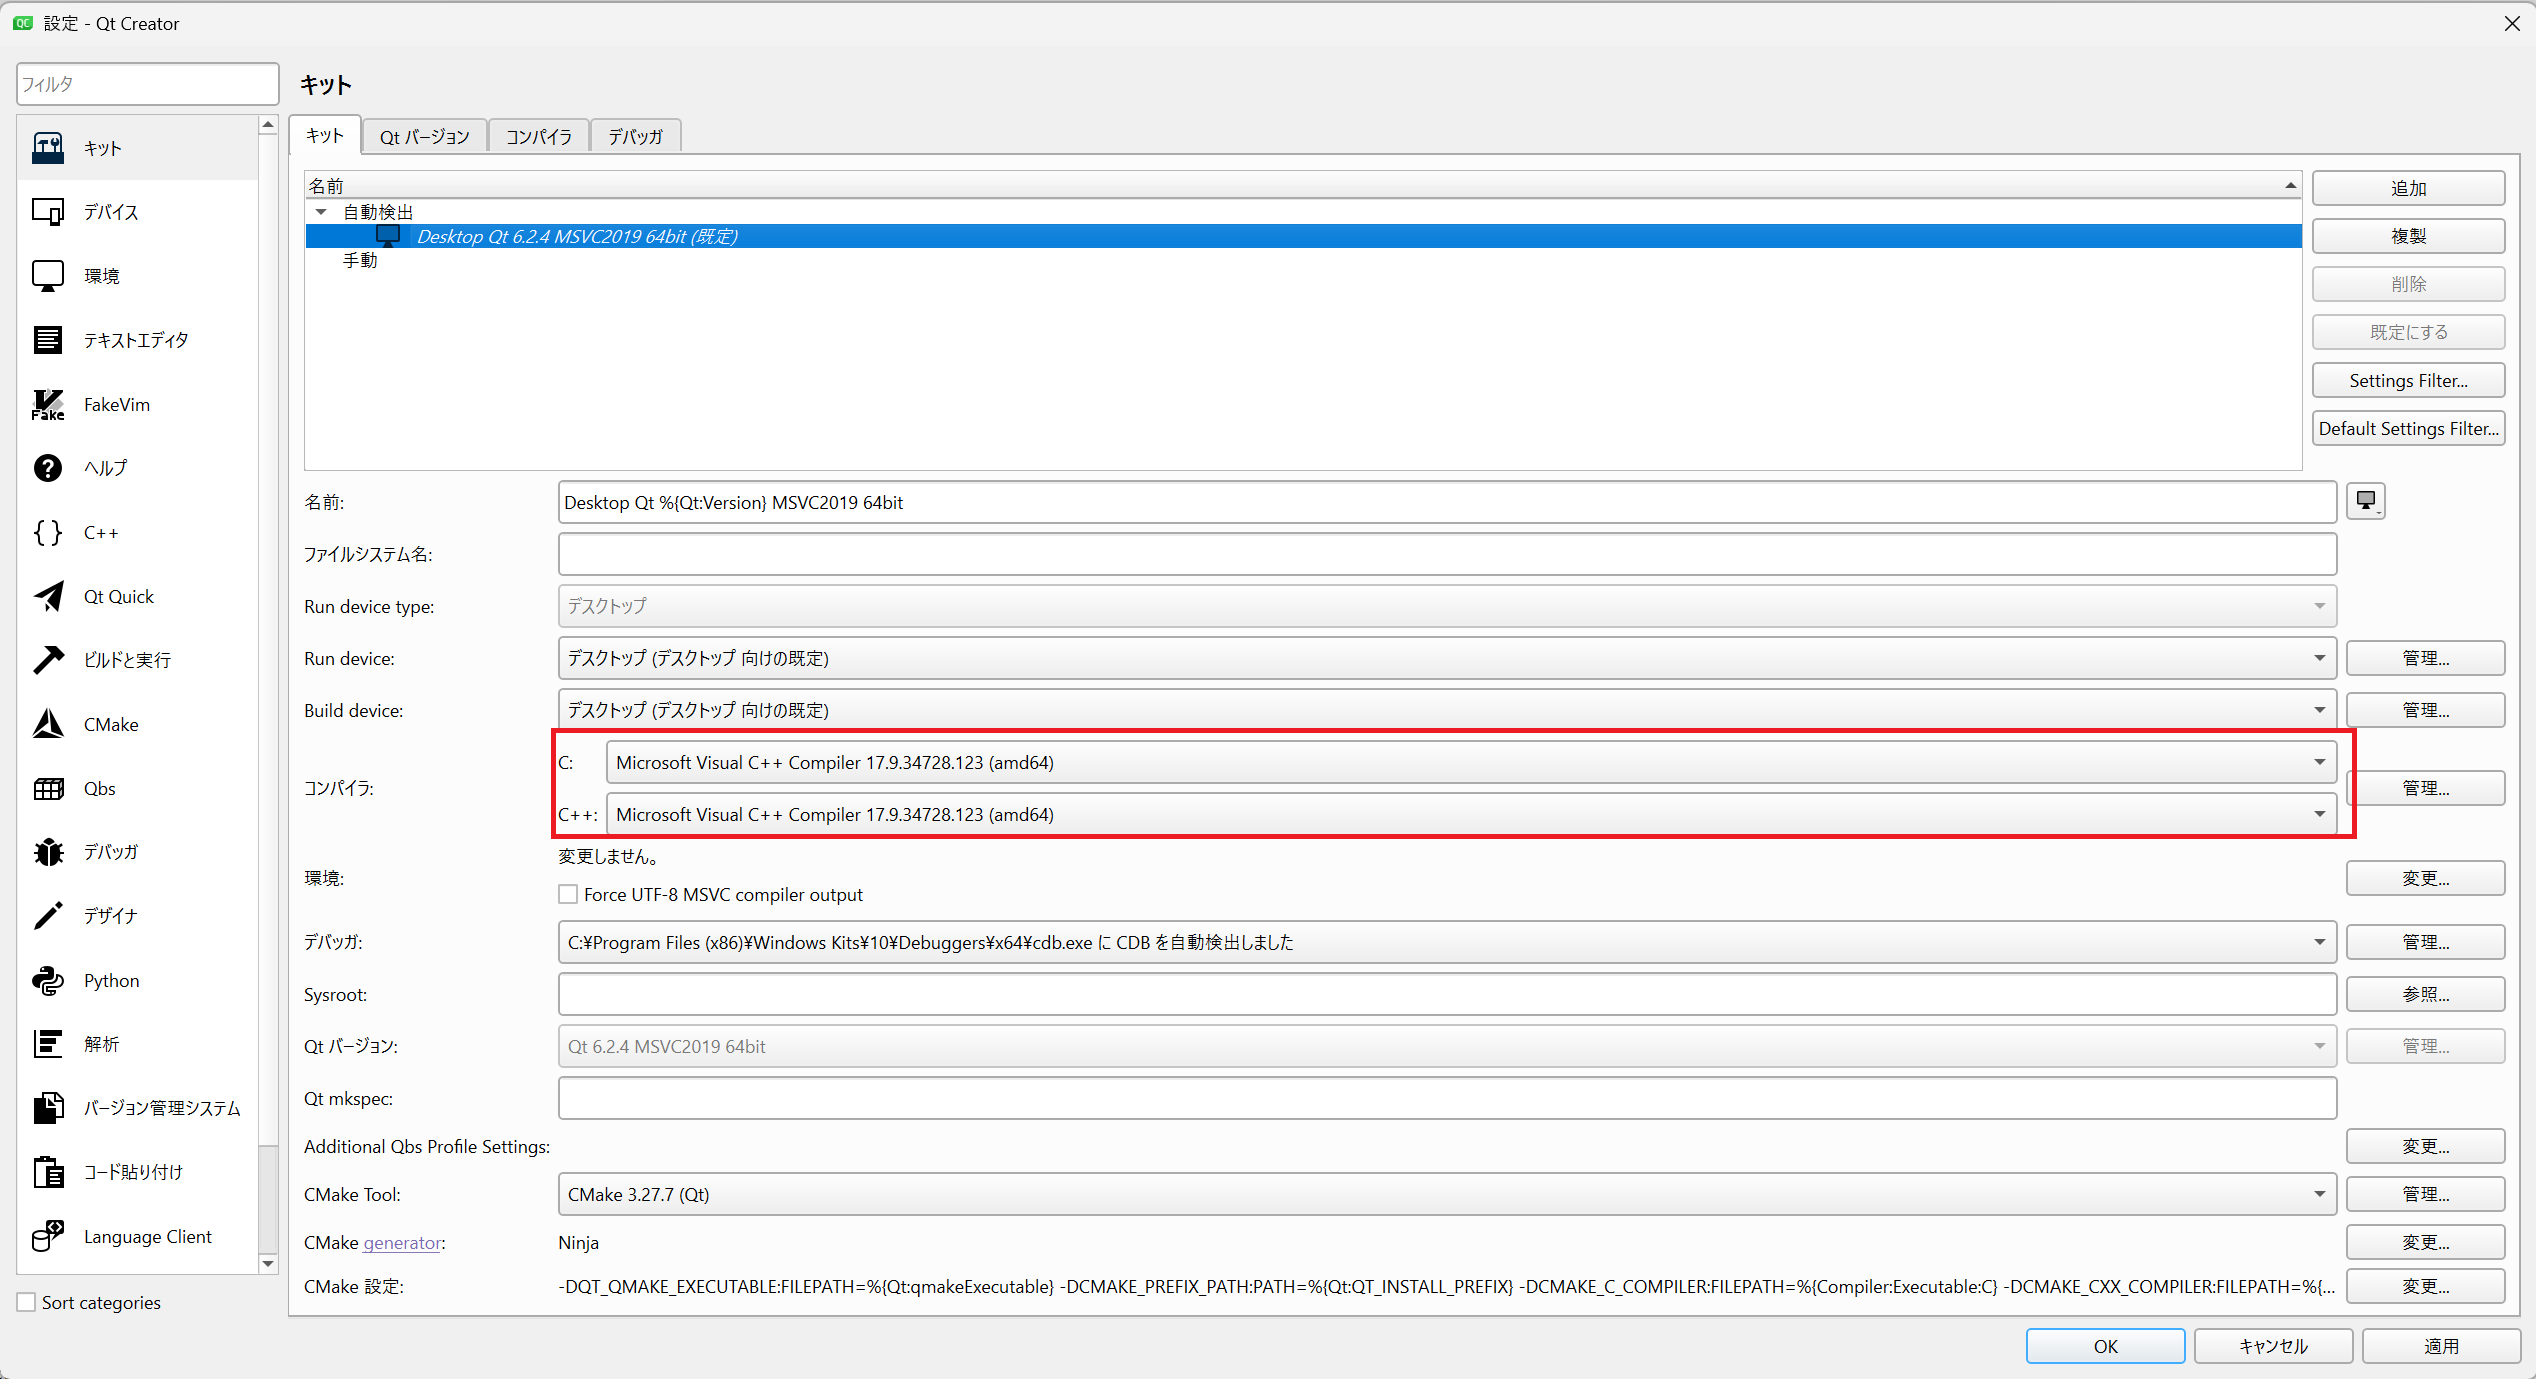 設定 - Qt Creator
フィルタ
キット
デバイス
環境
テキストエディタ
FakeVim
ヘルプ
C++
Qt Quick
ビルドと実行
CMake
Qbs
デバッガ
デザイナ
Python
解析
バージョン管理システム
コード貼り付け
Language Client
Sort categories
キット
キット Qt バージョン コンパイラ デバッガ
名前
自動検出
Desktop Qt 6.2.4 MSVC2019 64bit (既定)
手動
追加
複製
削除
既定にする
Settings Filter...
Default Settings Filter...
名前: Desktop Qt %{Qt:Version} MSVC2019 64bit
ファイルシステム名:
Run device type: デスクトップ
Run device: デスクトップ (デスクトップ 向けの既定) 管理...
Build device: デスクトップ (デスクトップ 向けの既定) 管理...
コンパイラ: 管理...
C: Microsoft Visual C++ Compiler 17.9.34728.123 (amd64)
C++: Microsoft Visual C++ Compiler 17.9.34728.123 (amd64)
環境: 変更...
変更しません。
Force UTF-8 MSVC compiler output
デバッガ: C:¥Program Files (x86)¥Windows Kits¥10¥Debuggers¥x64¥cdb.exe に CDB を自動検出しました 管理...
Sysroot: 参照...
Qt バージョン: Qt 6.2.4 MSVC2019 64bit 管理...
Qt mkspec:
Additional Qbs Profile Settings: 変更...
CMake Tool: CMake 3.27.7 (Qt) 管理...
CMake generator: Ninja 変更...
CMake 設定: -DQT_QMAKE_EXECUTABLE:FILEPATH=%{Qt:qmakeExecutable} -DCMAKE_PREFIX_PATH:PATH=%{Qt:QT_INSTALL_PREFIX} -DCMAKE_C_COMPILER:FILEPATH=%{Compiler:Executable:C} -DCMAKE_CXX_COMPILER:FILEPATH=%{... 変更...
OK キャンセル 適用